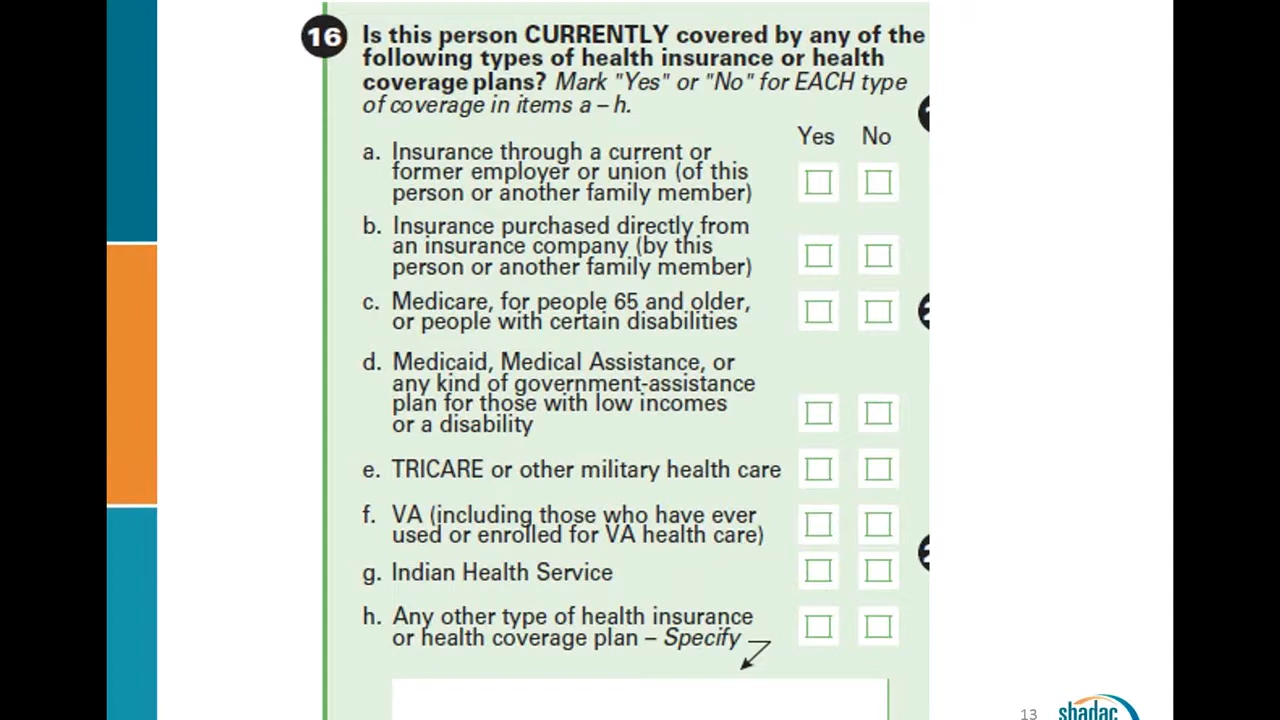 16 Is this person CURRENTLY covered by any of the
following types of health insurance or health
coverage plans? Mark "Yes" or "No" for EACH type
of coverage in items a – h.
Yes No
a. Insurance through a current or
former employer or union (of this
person or another family member)
b. Insurance purchased directly from
an insurance company (by this
person or another family member)
c. Medicare, for people 65 and older,
or people with certain disabilities
d. Medicaid, Medical Assistance, or
any kind of government-assistance
plan for those with low incomes
or a disability
e. TRICARE or other military health care
f. VA (including those who have ever
used or enrolled for VA health care)
g. Indian Health Service
h. Any other type of health insurance
or health coverage plan – Specify
13
shadac